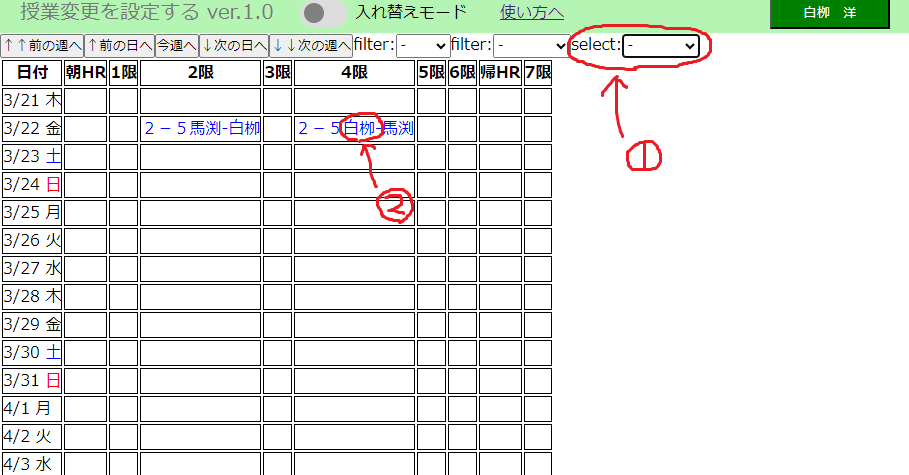 授業変更を設定する ver.1.0 入れ替えモード 使い方へ 白栁 洋
↑↑前の週へ ↑前の日へ 今週へ ↓次の日へ ↓↓次の週へ filter: - filter: - select: -
日付 朝HR 1限 2限 3限 4限 5限 6限 帰HR 7限
①
3/21 木
3/22 金 2－5馬渕-白栁 2－5白栁-馬渕
3/23 土
3/24 日
②
3/25 月
3/26 火
3/27 水
3/28 木
3/29 金
3/30 土
3/31 日
4/1 月
4/2 火
4/3 水